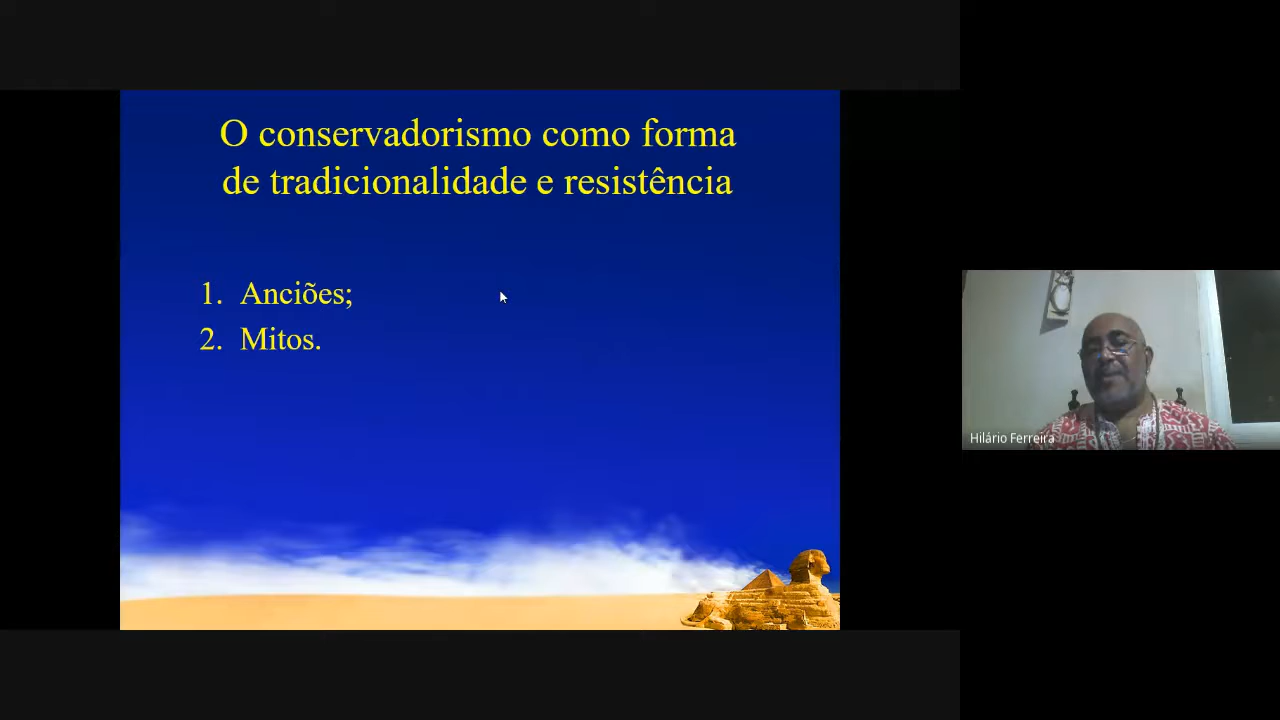 O conservadorismo como forma
de tradicionalidade e resistência
1. Anciões;
2. Mitos.
Hilário Ferreira